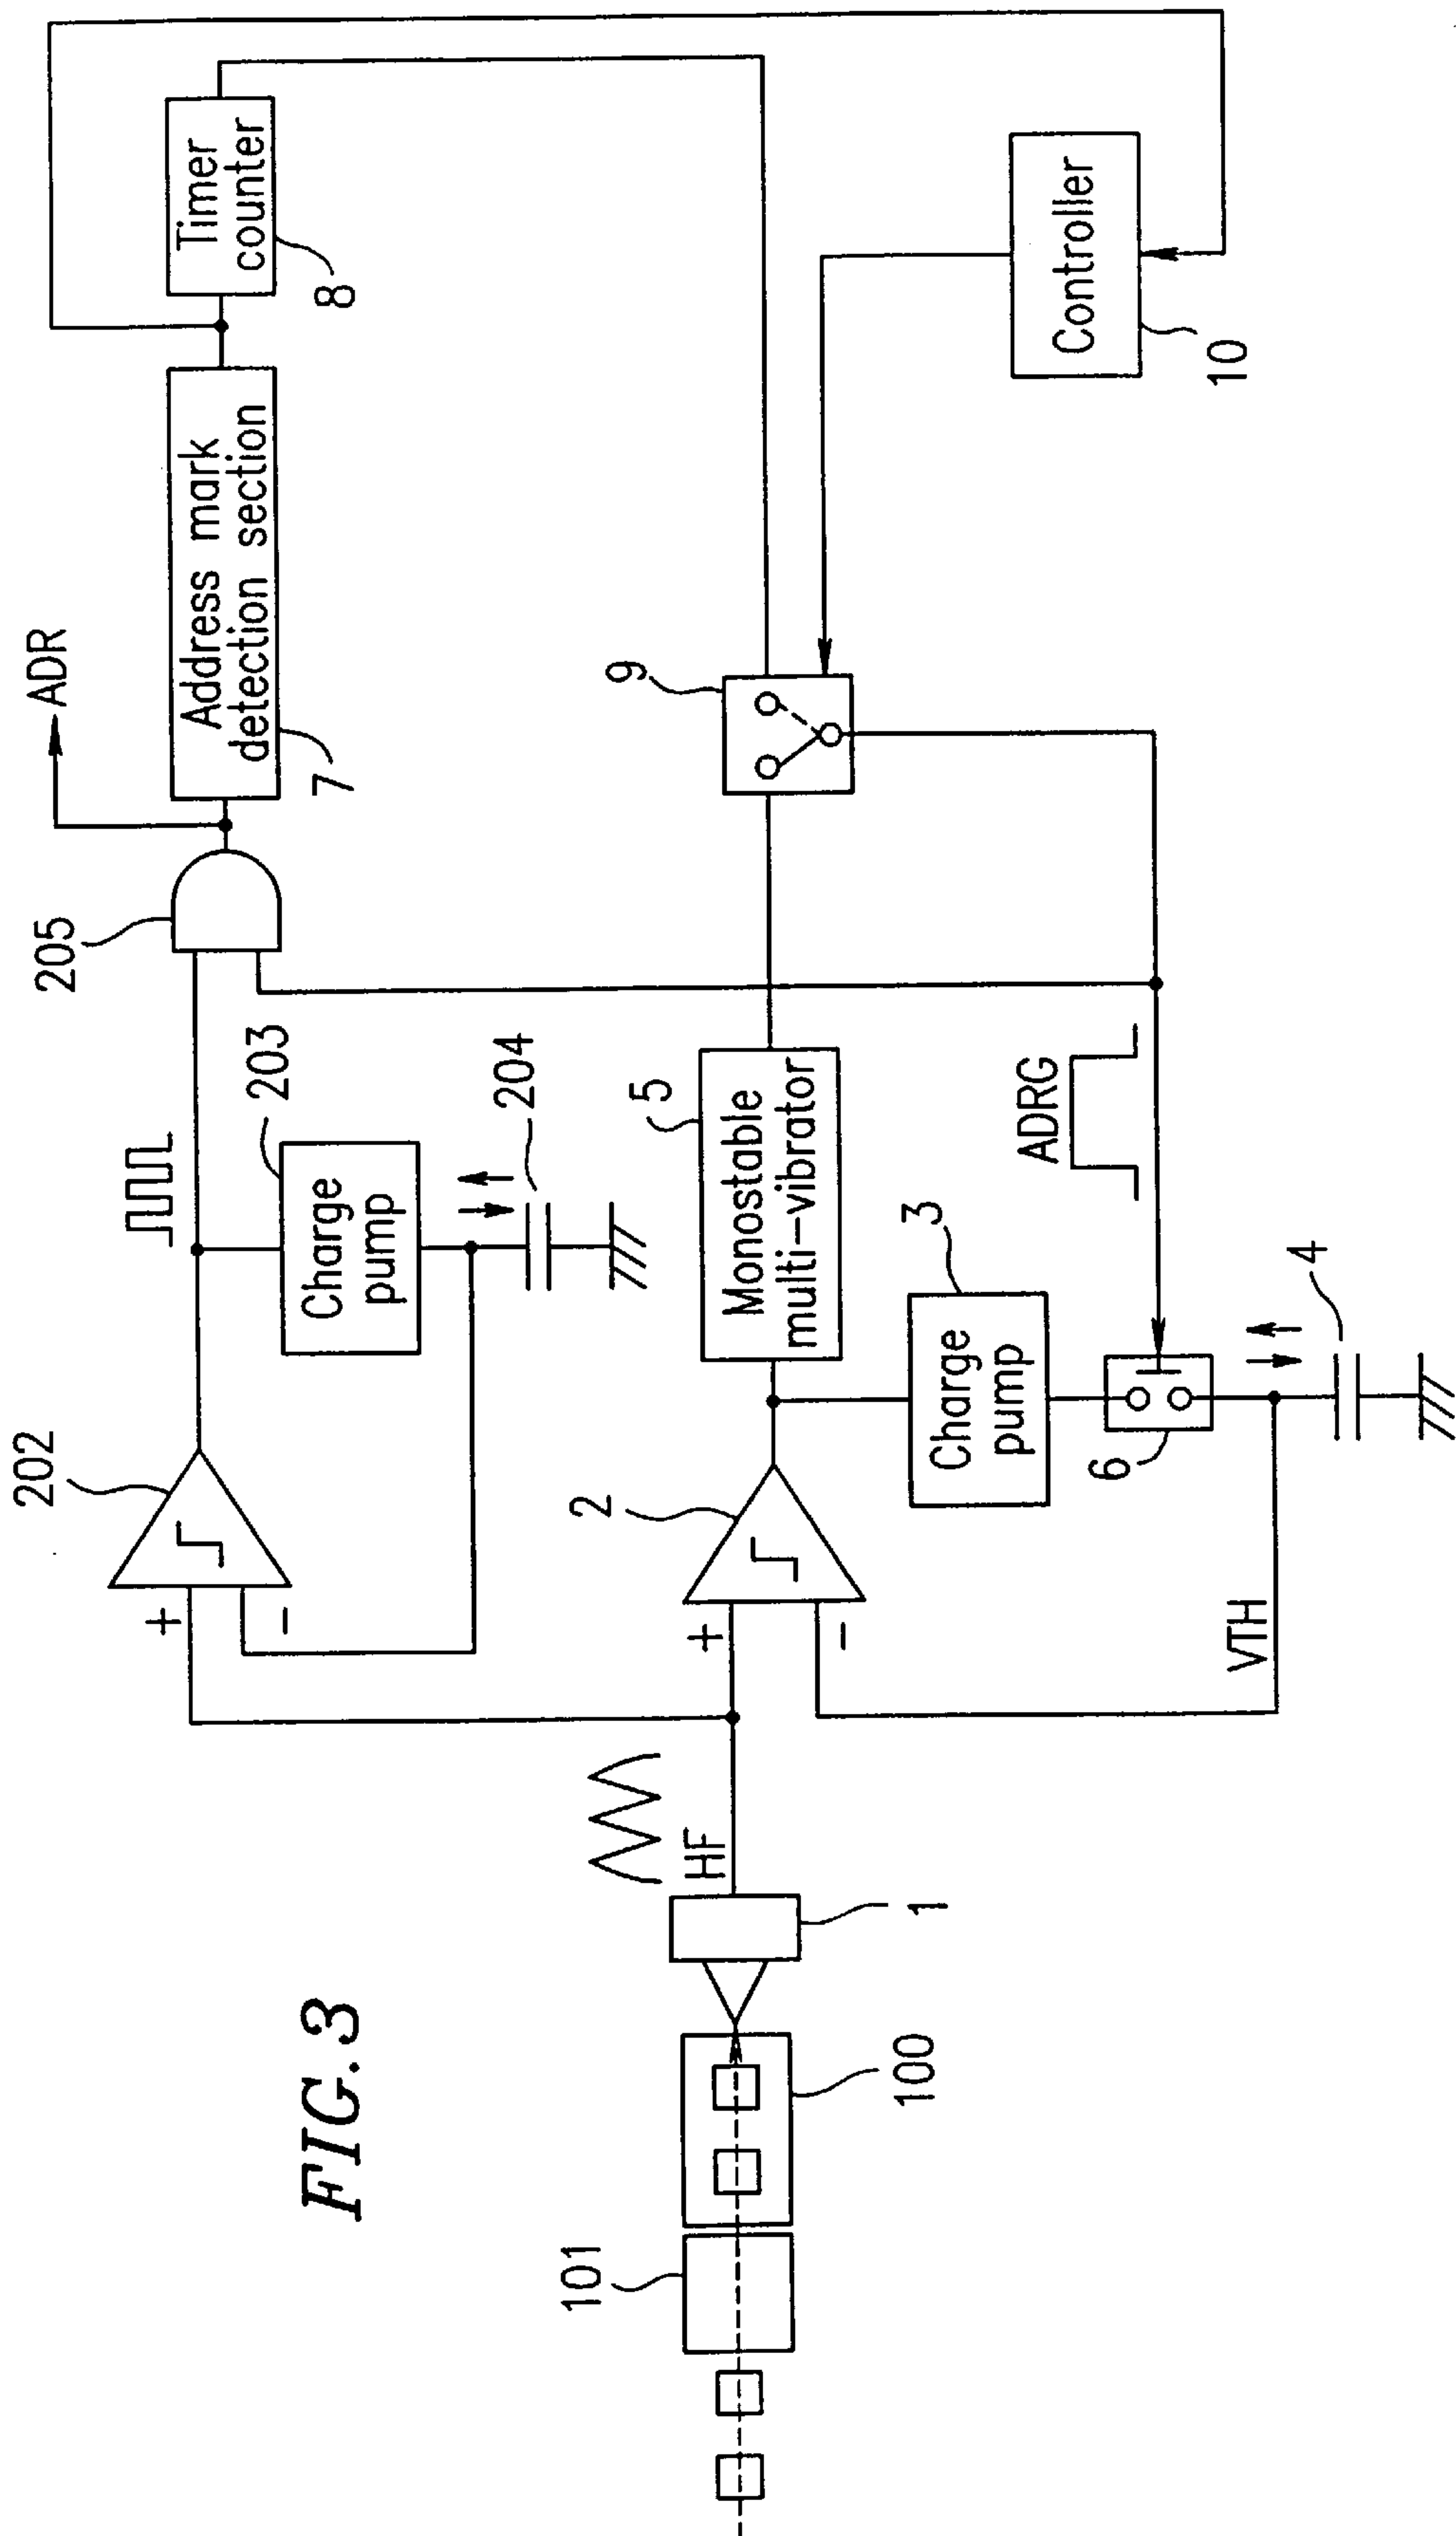 FIG.3
101
100
1
HF
+
-
202
+
-
2
VTH
203
Charge
pump
204
205
ADR
Address mark
detection section
7
Timer
counter
8
5
Monostable
multi-vibrator
3
Charge
pump
6
4
ADRG
9
Controller
10